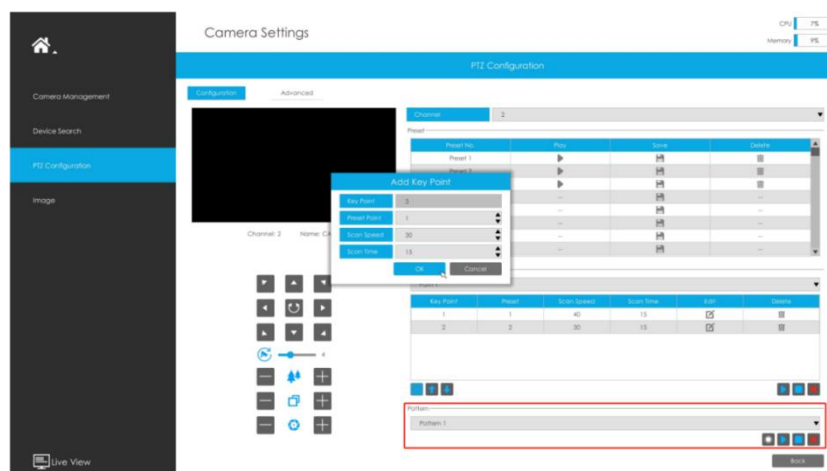 Camera Settings
CPU 7%
Memory 9%
PTZ Configuration
Camera Management
Device Search
PTZ Configuration
Image
Live View
Configuration Advanced
Channel 2
Preset
Preset No. Play Save Delete
Preset 1
Add Key Point
Key Point 3
Preset Point 1
Scan Speed 30
Scan Time 15
OK Cancel
Channel: 2 Name: CA
4
Key Point Preset Scan Speed Scan Time Edit Delete
1 1 40 15
2 2 30 15
Pattern
Pattern 1
Back